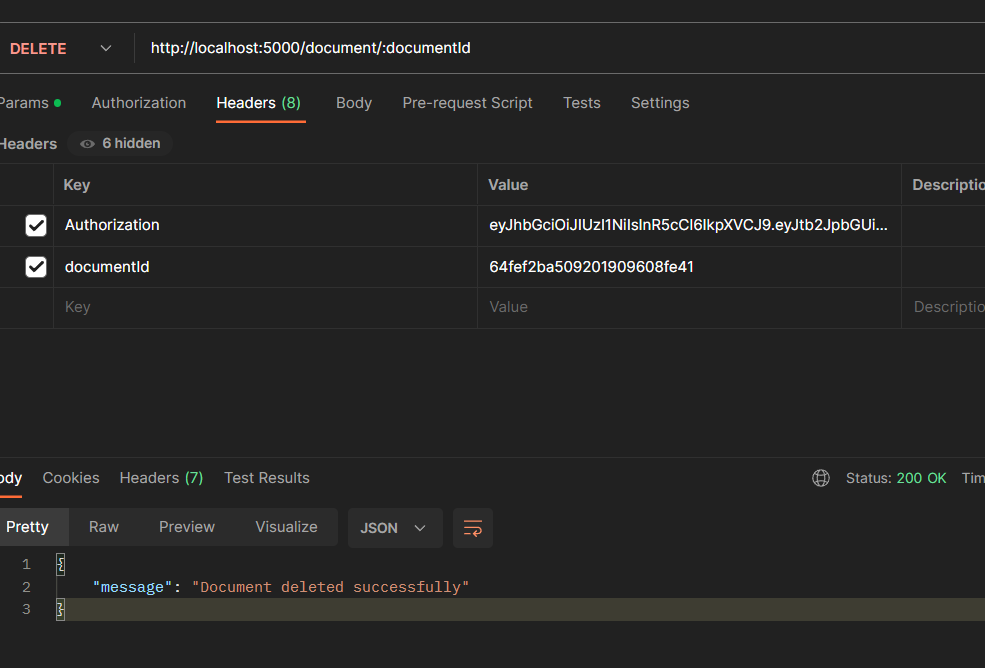 DELETE http://localhost:5000/document/:documentId
Params Authorization Headers (8) Body Pre-request Script Tests Settings
Headers 6 hidden
Key Value Descriptio
Authorization eyJhbGciOiJIUzI1NiIsInR5cCI6IkpXVCJ9.eyJtb2JpbGUi...
documentId 64fef2ba509201909608fe41
Key Value Descriptio
ody Cookies Headers (7) Test Results Status: 200 OK Tim
Pretty Raw Preview Visualize JSON
1 {
2 "message": "Document deleted successfully"
3 }